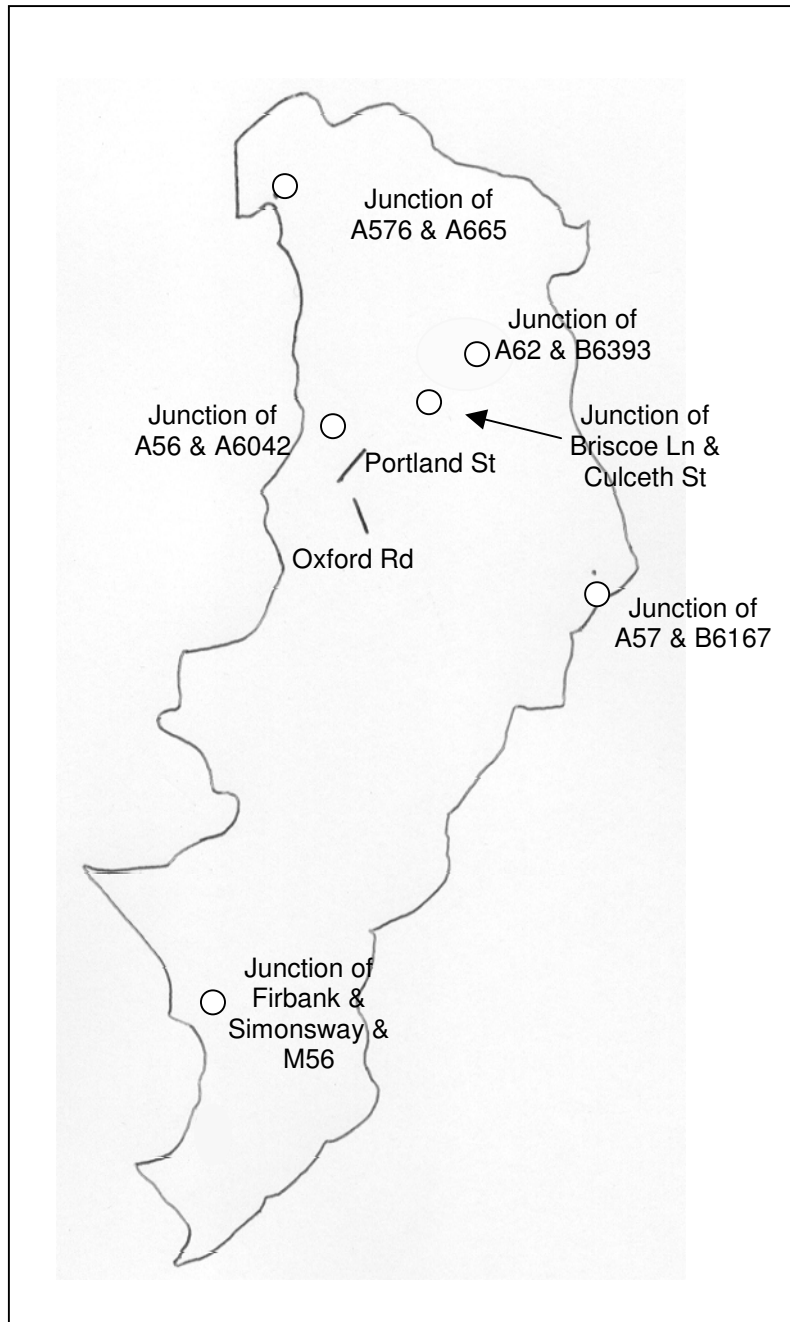 Junction of
A576 & A665
Junction of
A62 & B6393
Junction of
A56 & A6042
Junction of
Briscoe Ln &
Culceth St
Portland St
Oxford Rd
Junction of
A57 & B6167
Junction of
Firbank &
Simonsway &
M56